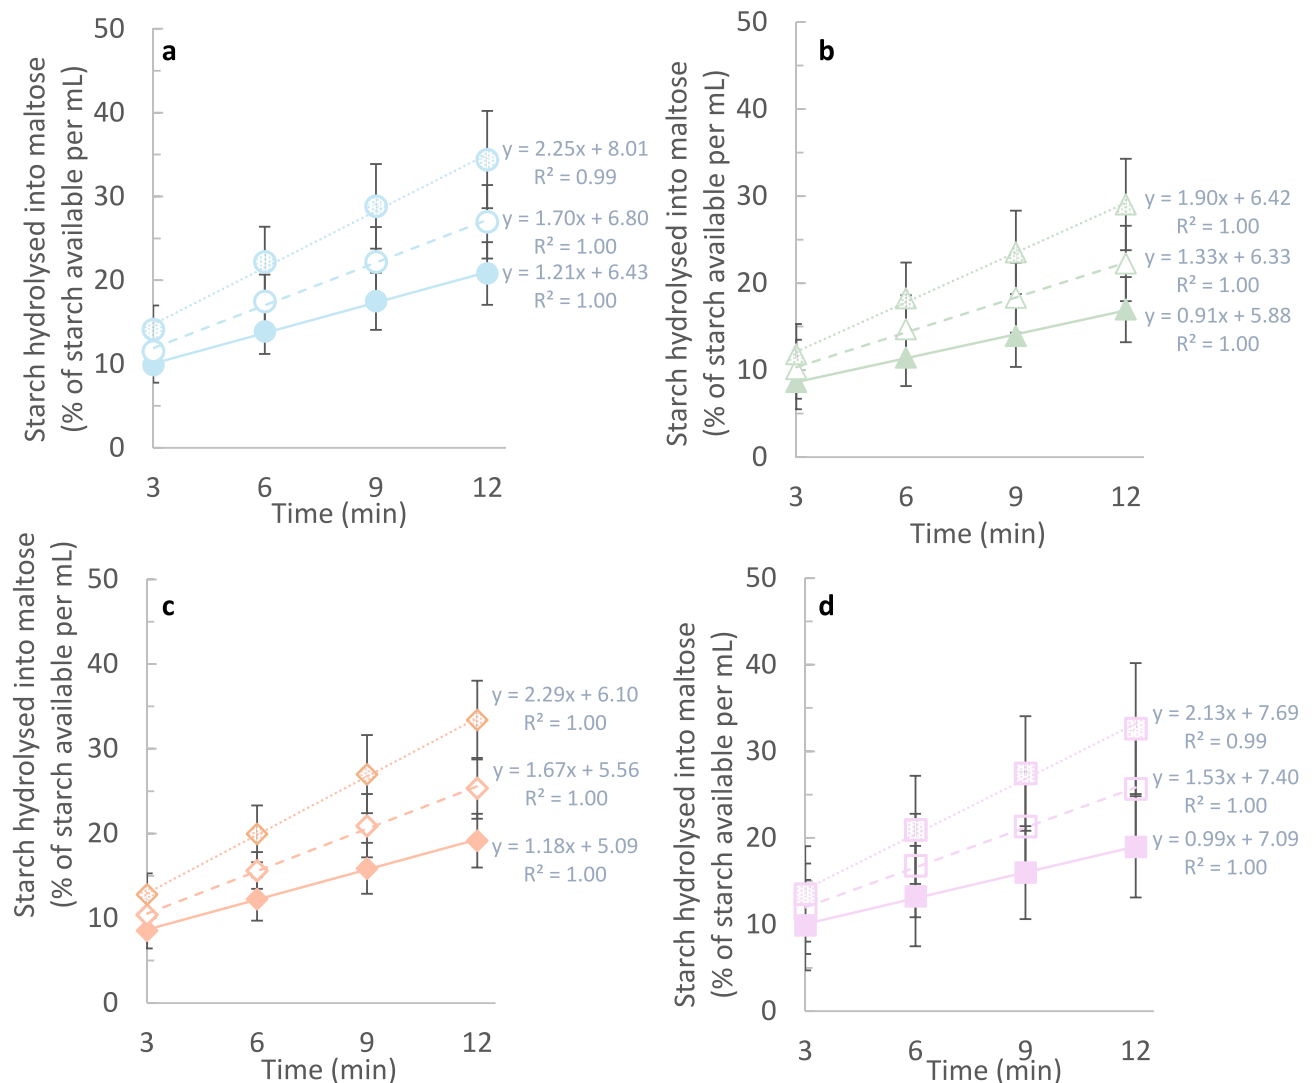 a
Starch hydrolysed into maltose
(% of starch available per mL)
50
40
30
20
10
0
y = 2.25x + 8.01
R² = 0.99
y = 1.70x + 6.80
R² = 1.00
y = 1.21x + 6.43
R² = 1.00
3 6 9 12
Time (min)
b
Starch hydrolysed into maltose
(% of starch available per mL)
50
40
30
20
10
0
y = 1.90x + 6.42
R² = 1.00
y = 1.33x + 6.33
R² = 1.00
y = 0.91x + 5.88
R² = 1.00
3 6 9 12
Time (min)
c
Starch hydrolysed into maltose
(% of starch available per mL)
50
40
30
20
10
0
y = 2.29x + 6.10
R² = 1.00
y = 1.67x + 5.56
R² = 1.00
y = 1.18x + 5.09
R² = 1.00
3 6 9 12
Time (min)
d
Starch hydrolysed into maltose
(% of starch available per mL)
50
40
30
20
10
0
y = 2.13x + 7.69
R² = 0.99
y = 1.53x + 7.40
R² = 1.00
y = 0.99x + 7.09
R² = 1.00
3 6 9 12
Time (min)